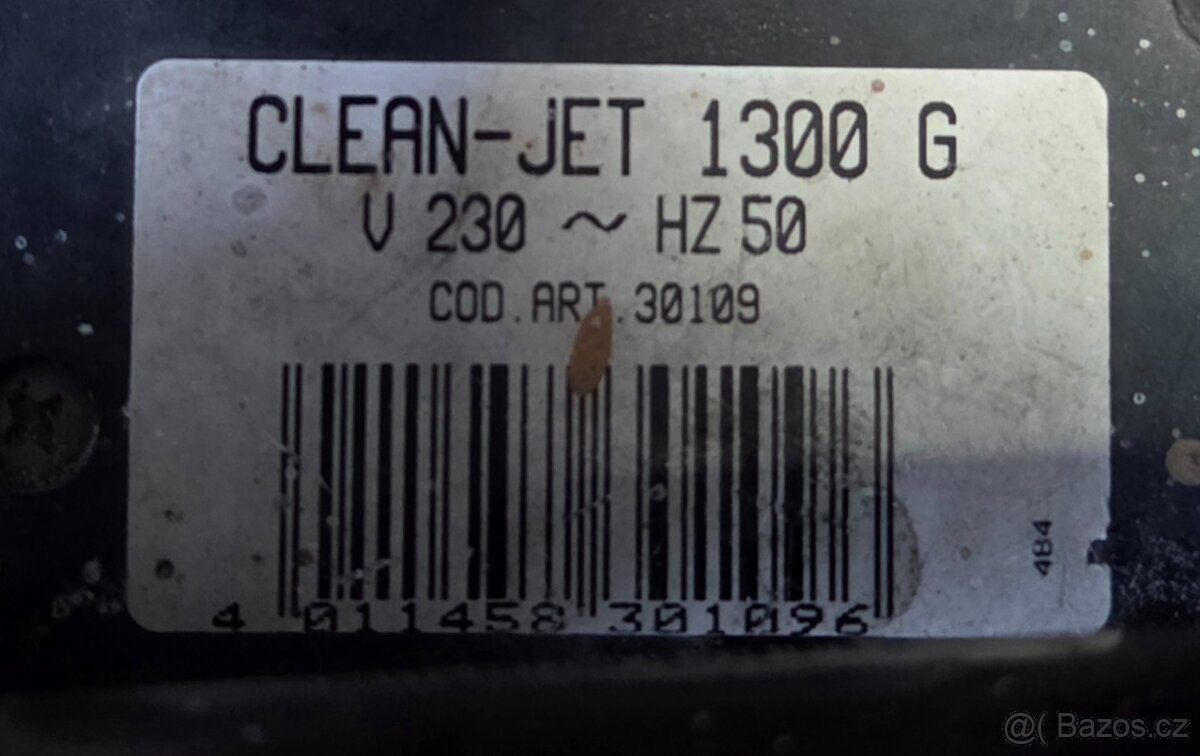 CLEAN-JET 1300 G
V 230 ~ HZ 50
COD.ART.30109
4 011458 301096
484
@( Bazos.cz